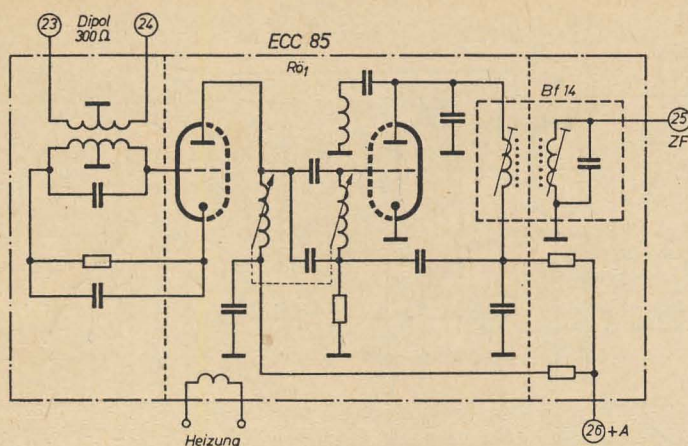 23 Dipol 24
300 Ω
ECC 85
Rö1
Bf 14
25
ZF
Heizung
26 +A